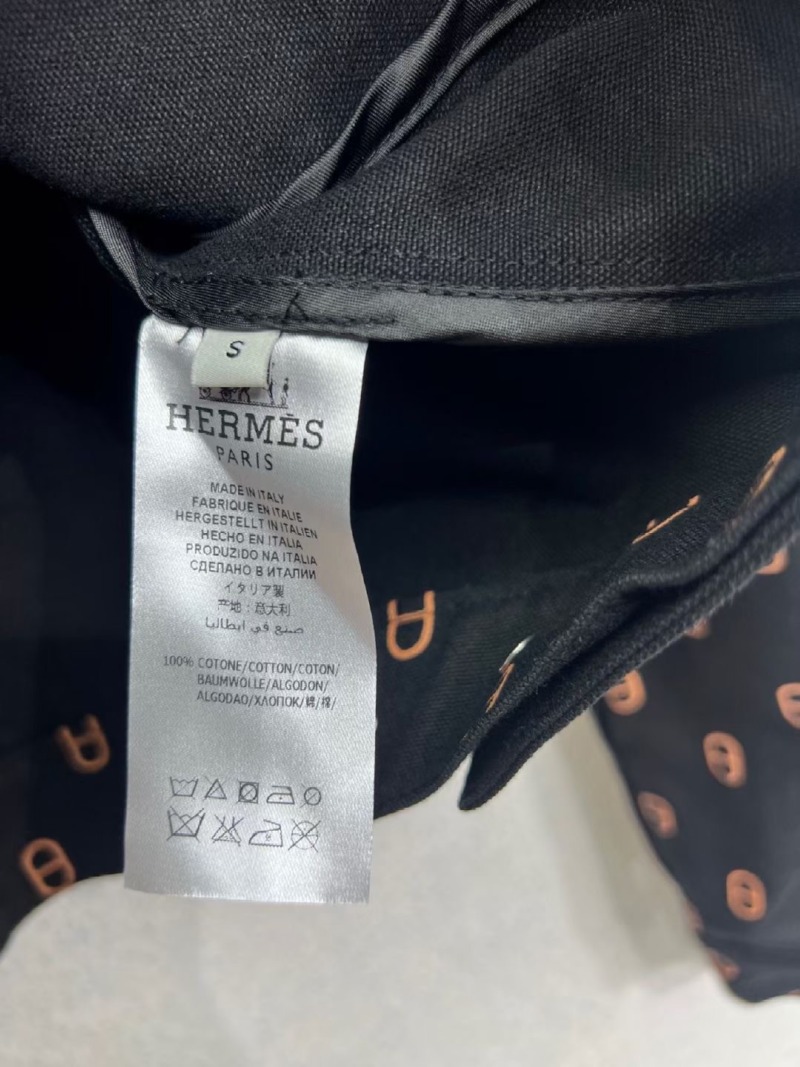 S
HERMÈS
PARIS
MADE IN ITALY
FABRIQUE EN ITALIE
HERGESTELLT IN ITALIEN
HECHO EN ITALIA
PRODUZIDO NA ITALIA
СДЕЛАНО В ИТАЛИИ
イタリア製
产地：意大利
صنع في ايطاليا
100% COTONE/COTTON/COTON/
BAUMWOLLE/ALGODON/
ALGODAO/ХЛОПОК/綿/棉/